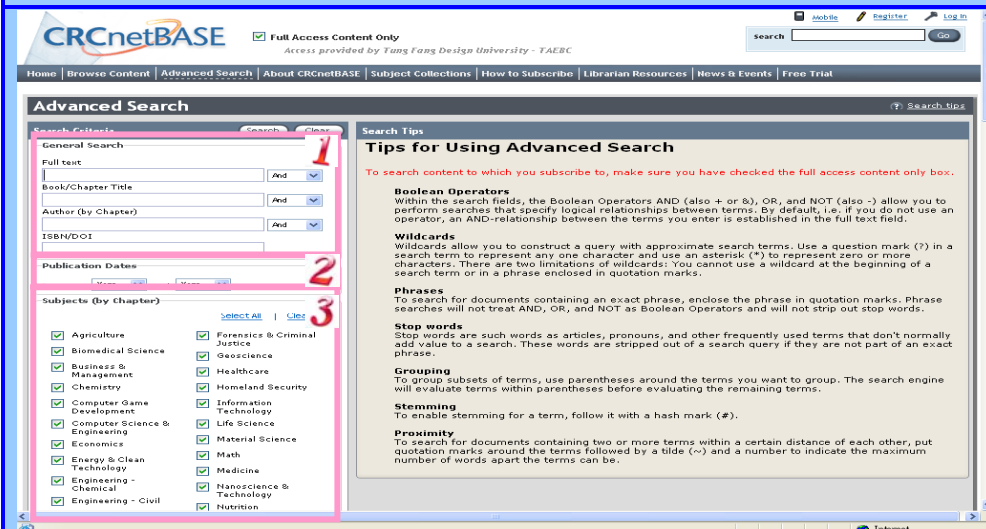 Mobile Register Log In
CRCnetBASE
Full Access Content Only
Access provided by Tung Fang Design University - TAEBC
Search Go
Home | Browse Content | Advanced Search | About CRCnetBASE | Subject Collections | How to Subscribe | Librarian Resources | News & Events | Free Trial
Advanced Search
(?) Search tips
Search Criteria Search Clear
1
General Search
Full text
And
Book/Chapter Title
And
Author (by Chapter)
And
ISBN/DOI
2
Publication Dates
Year Year
3
Subjects (by Chapter)
Select All |
Agriculture
Biomedical Science
Business &
Management
Chemistry
Computer Game
Development
Computer Science &
Engineering
Economics
Energy & Clean
Technology
Engineering -
Chemical
Engineering - Civil
Forensics & Criminal
Justice
Geoscience
Healthcare
Homeland Security
Information
Technology
Life Science
Material Science
Math
Medicine
Nanoscience &
Technology
Nutrition
Search Tips
Tips for Using Advanced Search
To search content to which you subscribe to, make sure you have checked the full access content only box.
Boolean Operators
Within the search fields, the Boolean Operators AND (also + or &), OR, and NOT (also -) allow you to
perform searches that specify logical relationships between terms. By default, i.e. if you do not use an
operator, an AND-relationship between the terms you enter is established in the full text field.
Wildcards
Wildcards allow you to construct a query with approximate search terms. Use a question mark (?) in a
search term to represent any one character and use an asterisk (*) to represent zero or more
characters. There are two limitations of wildcards: You cannot use a wildcard at the beginning of a
search term or in a phrase enclosed in quotation marks.
Phrases
To search for documents containing an exact phrase, enclose the phrase in quotation marks. Phrase
searches will not treat AND, OR, and NOT as Boolean Operators and will not strip out stop words.
Stop words
Stop words are such words as articles, pronouns, and other frequently used terms that don't normally
add value to a search. These words are stripped out of a search query if they are not part of an exact
phrase.
Grouping
To group subsets of terms, use parentheses around the terms you want to group. The search engine
will evaluate terms within parentheses before evaluating the remaining terms.
Stemming
To enable stemming for a term, follow it with a hash mark (#).
Proximity
To search for documents containing two or more terms within a certain distance of each other, put
quotation marks around the terms followed by a tilde (~) and a number to indicate the maximum
number of words apart the terms can be.
Internet